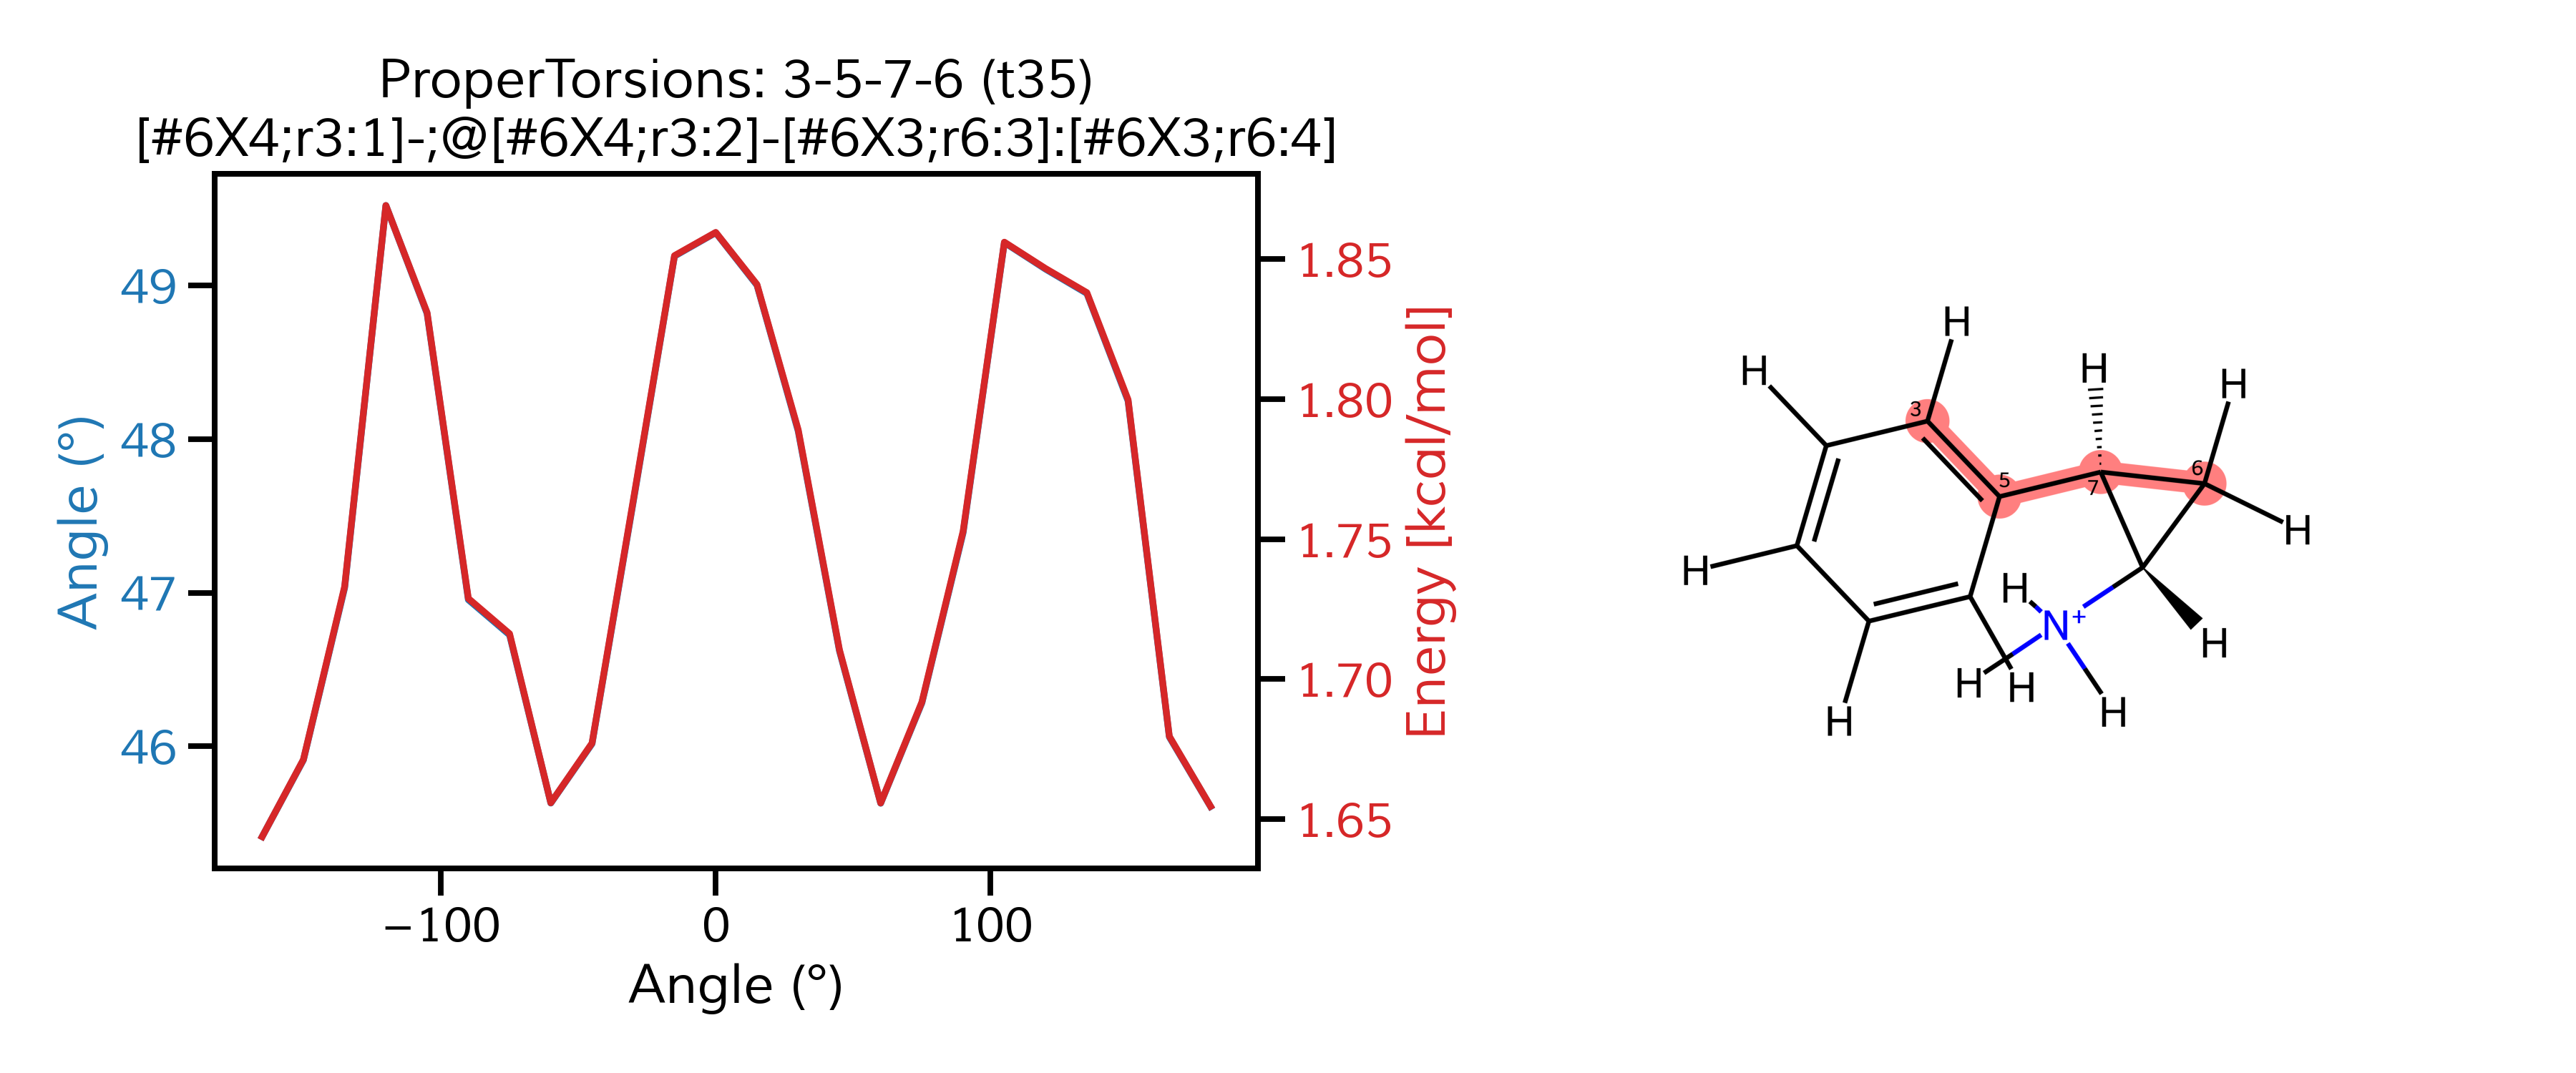 ProperTorsions: 3-5-7-6 (t35)
[#6X4;r3:1]-;@[#6X4;r3:2]-[#6X3;r6:3]:[#6X3;r6:4]
49
48
47
46
Angle (°)
−100
0
100
Angle (°)
1.85
1.80
1.75
1.70
1.65
Energy [kcal/mol]
H
H
H
H
H
3
6
5
7
H
H
H
N+
H
H
H
H
H